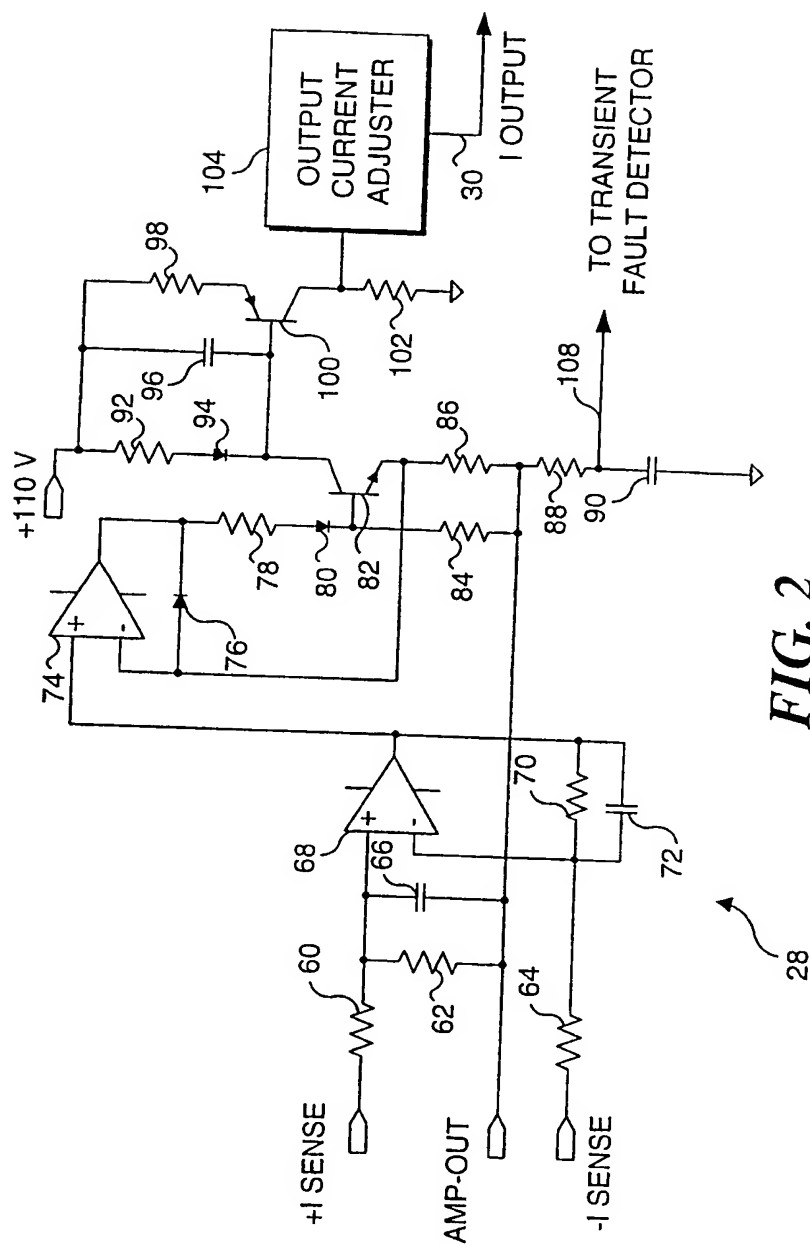 +110 V
104
OUTPUT
CURRENT
ADJUSTER
98
92
96
94
100
30
I OUTPUT
102
74
+
-
76
78
80
82
84
86
88
90
108
TO TRANSIENT
FAULT DETECTOR
+I SENSE
60
62
66
68
+
-
AMP-OUT
-I SENSE
64
70
72
28
FIG. 2